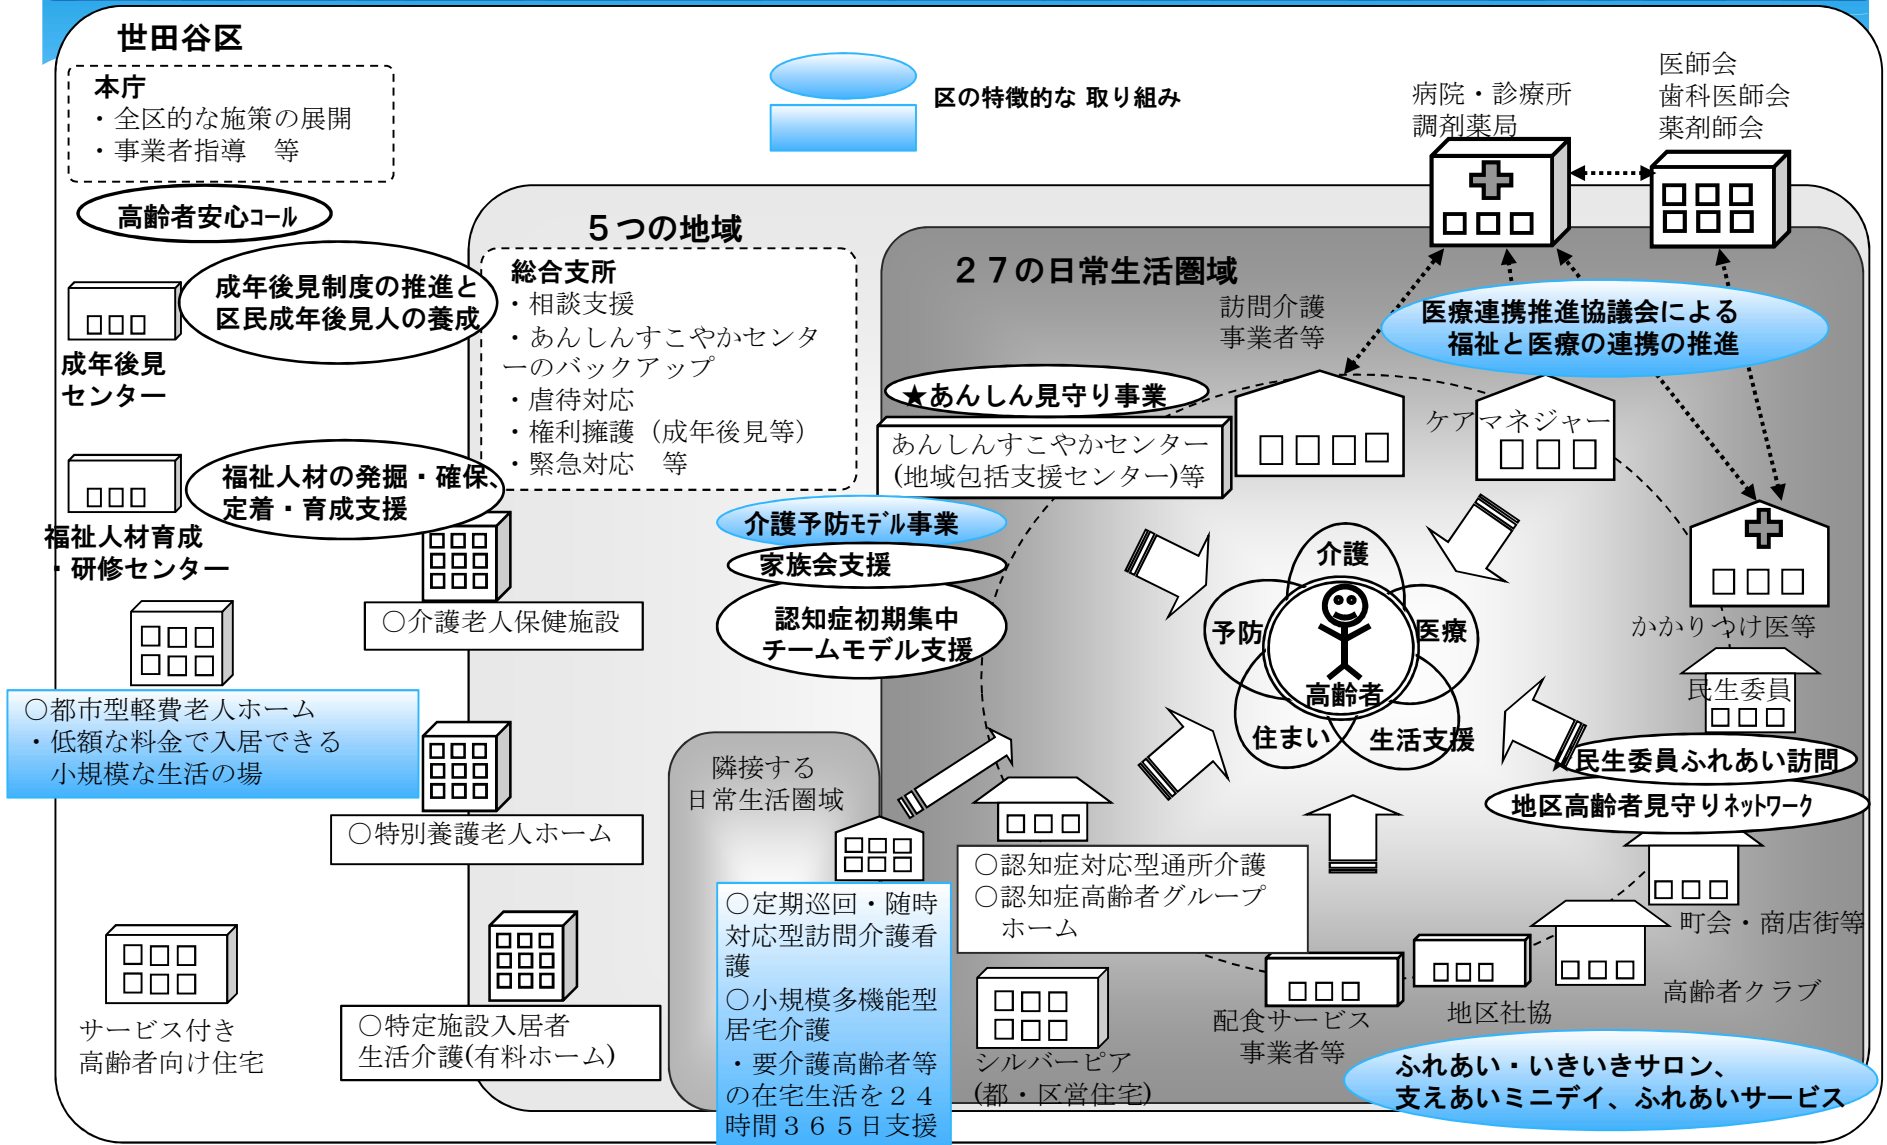 世田谷区
本庁
・全区的な施策の展開
・事業者指導　等
高齢者安心ｺｰﾙ
成年後見制度の推進と
区民成年後見人の養成
成年後見
センター
福祉人材の発掘・確保、
定着・育成支援
福祉人材育成
・研修センター
○都市型軽費老人ホーム
・低額な料金で入居できる
小規模な生活の場
サービス付き
高齢者向け住宅
区の特徴的な 取り組み
５つの地域
総合支所
・相談支援
・あんしんすこやかセンタ
ーのバックアップ
・虐待対応
・権利擁護（成年後見等）
・緊急対応　等
○介護老人保健施設
○特別養護老人ホーム
○特定施設入居者
生活介護(有料ホーム)
病院・診療所
調剤薬局
医師会
歯科医師会
薬剤師会
２７の日常生活圏域
訪問介護
事業者等
医療連携推進協議会による
福祉と医療の連携の推進
★あんしん見守り事業
あんしんすこやかセンター
(地域包括支援センター)等
ケアマネジャー
介護予防ﾓﾃﾞﾙ事業
家族会支援
認知症初期集中
チームモデル支援
介護
予防
医療
高齢者
住まい
生活支援
かかりつけ医等
民生委員
民生委員ふれあい訪問
地区高齢者見守りﾈｯﾄﾜｰｸ
隣接する
日常生活圏域
○定期巡回・随時
対応型訪問介護看
護
○小規模多機能型
居宅介護
・要介護高齢者等
の在宅生活を２４
時間３６５日支援
○認知症対応型通所介護
○認知症高齢者グループ
ホーム
シルバーピア
(都・区営住宅)
配食サービス
事業者等
地区社協
高齢者クラブ
町会・商店街等
ふれあい・いきいきサロン、
支えあいミニデイ、ふれあいサービス